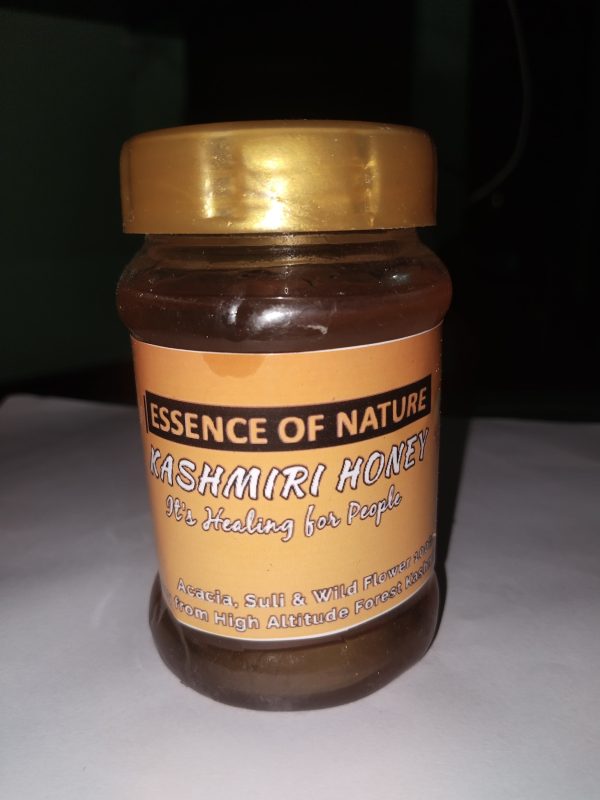 ESSENCE OF NATURE
KASHMIRI HONEY
It's Healing for People
Acacia, Suli & Wild Flower
from High Altitude Forest